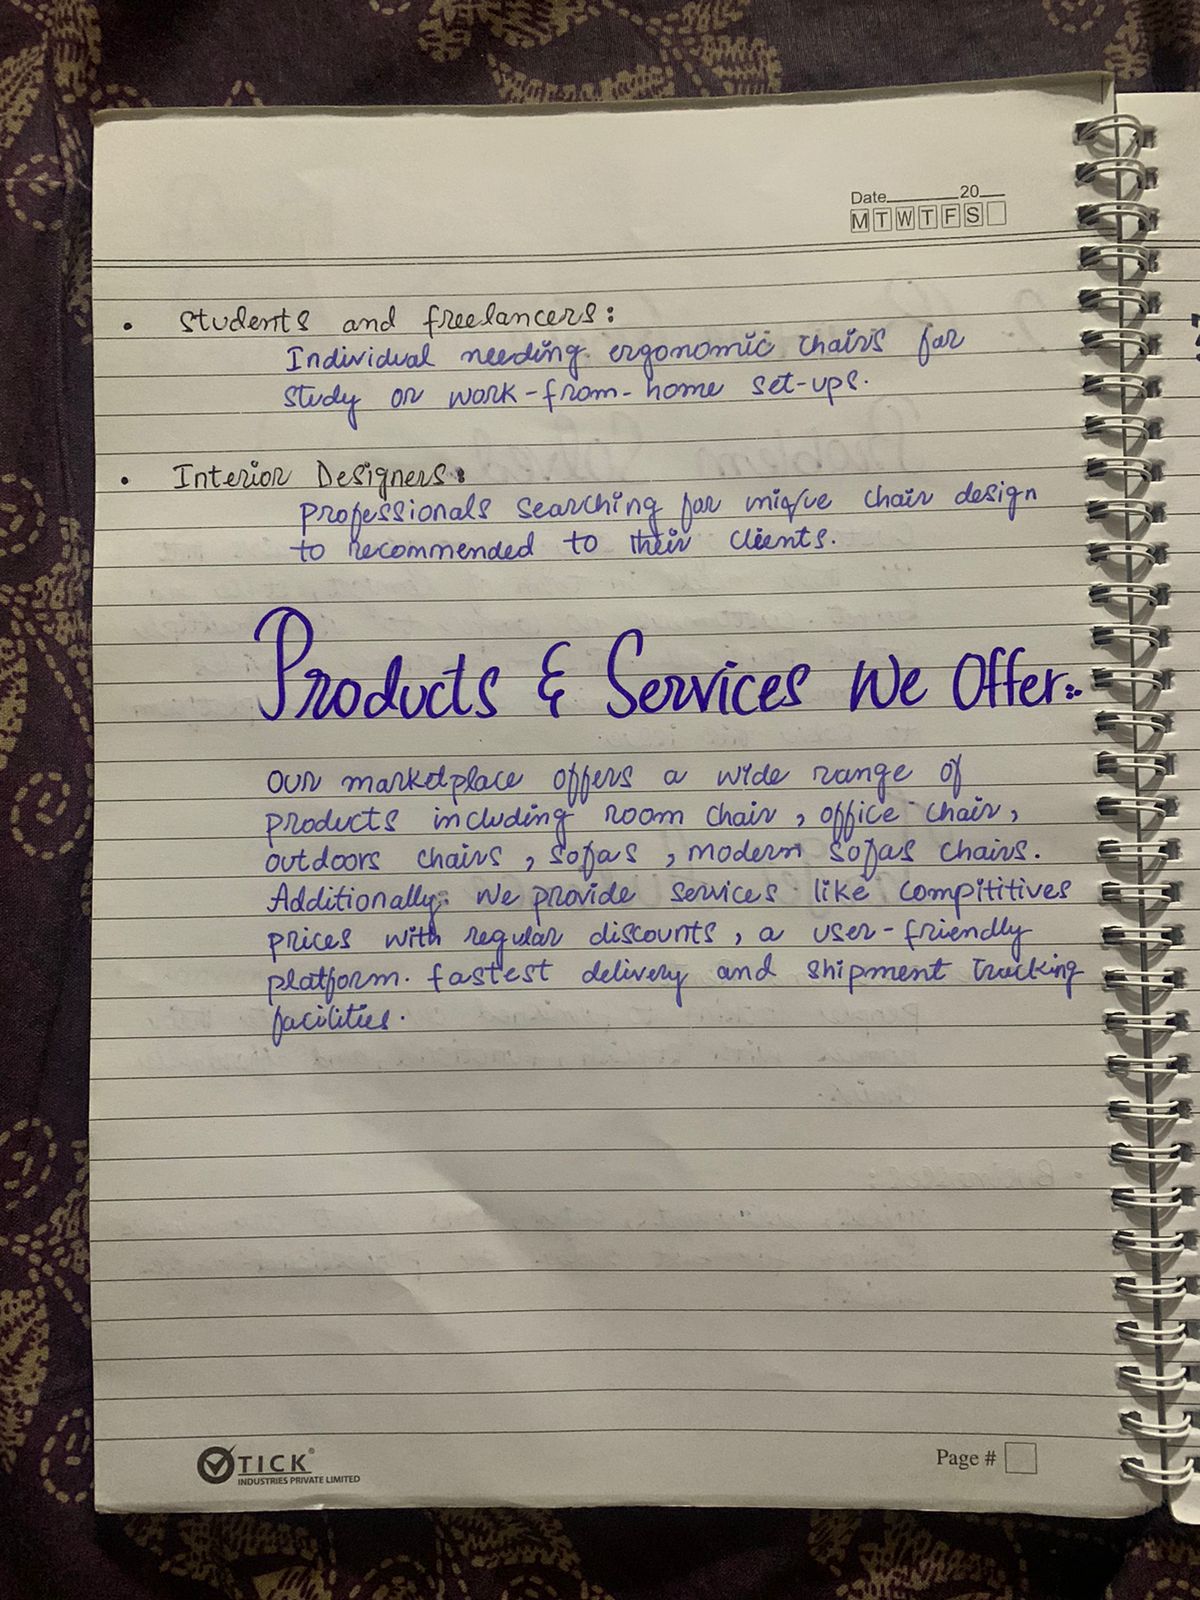 Date 20
M T W T F S
• Students and freelancers:
Individual needing ergonomic chairs for
study or work-from-home set-ups.
• Interior Designers:
professionals searching for chair design
to recommended to their clients.
Products & Services We Offer:-
Our marketplace offers a wide range of
products including room chair, office chair,
outdoors chairs, sofas, modern sofas chairs.
Additionally. We provide services like compititives
prices with regular discounts, a user-friendly
platform. fastest delivery and shipment tracking
facilities.
TICK®
INDUSTRIES PRIVATE LIMITED
Page #